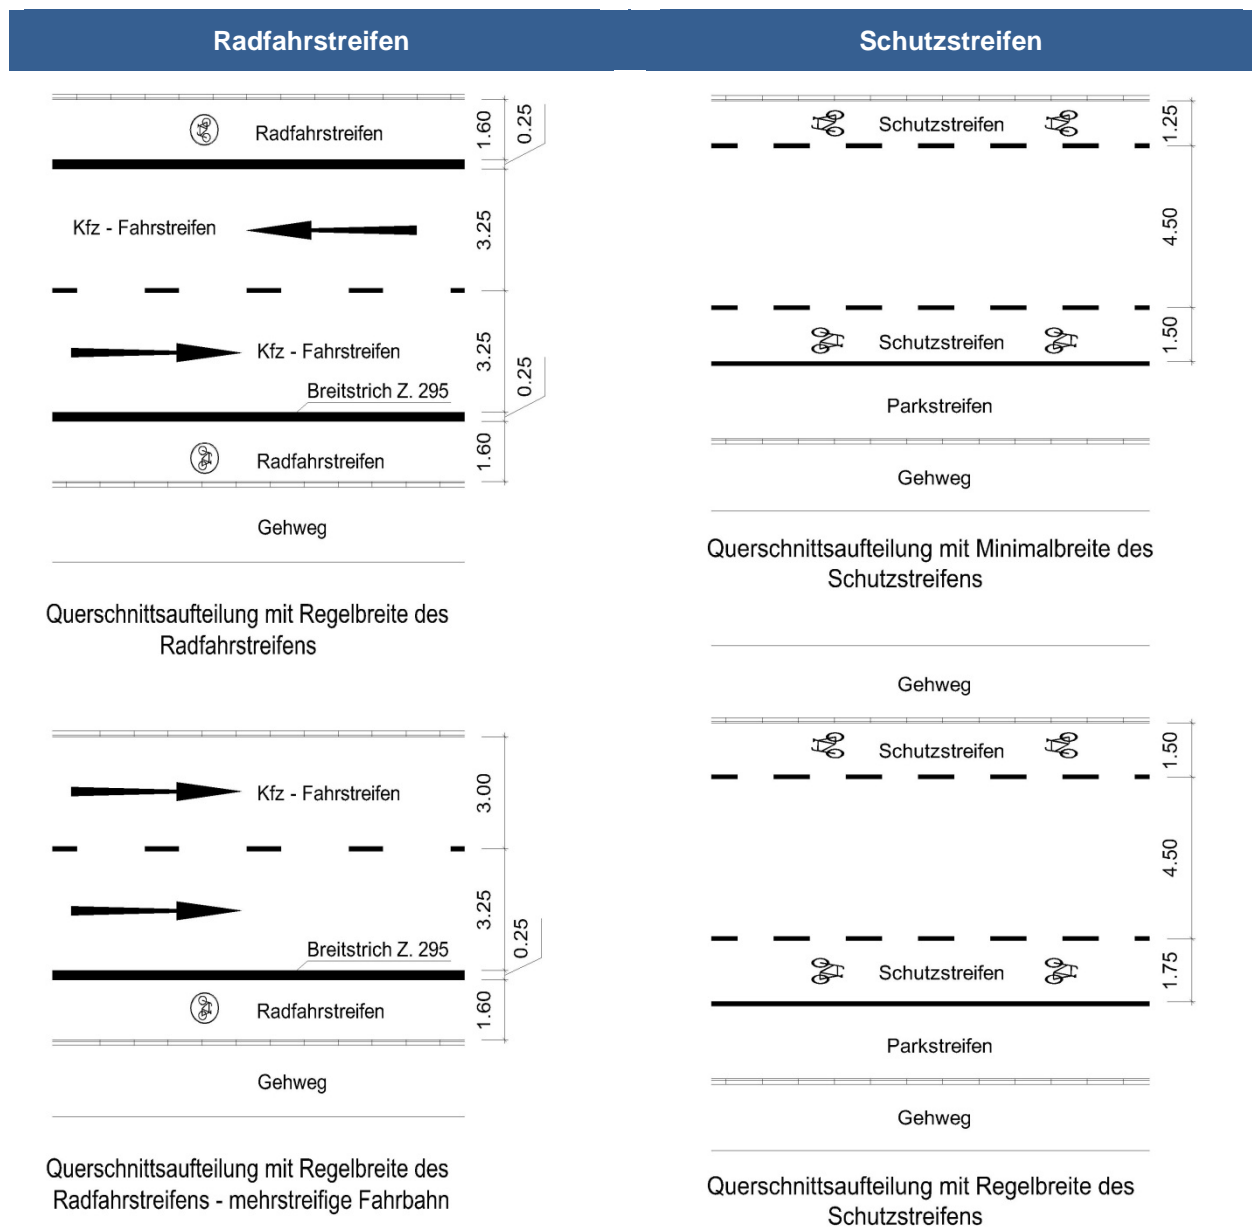 Radfahrstreifen
Radfahrstreifen
1.60
0.25
Kfz - Fahrstreifen
3.25
Kfz - Fahrstreifen
3.25
Breitstrich Z. 295
0.25
Radfahrstreifen
1.60
Gehweg
Querschnittsaufteilung mit Regelbreite des
Radfahrstreifens
Kfz - Fahrstreifen
3.00
3.25
Breitstrich Z. 295
0.25
Radfahrstreifen
1.60
Gehweg
Querschnittsaufteilung mit Regelbreite des
Radfahrstreifens - mehrstreifige Fahrbahn
Schutzstreifen
Schutzstreifen
1.25
4.50
Schutzstreifen
1.50
Parkstreifen
Gehweg
Querschnittsaufteilung mit Minimalbreite des
Schutzstreifens
Gehweg
Schutzstreifen
1.50
4.50
Schutzstreifen
1.75
Parkstreifen
Gehweg
Querschnittsaufteilung mit Regelbreite des
Schutzstreifens